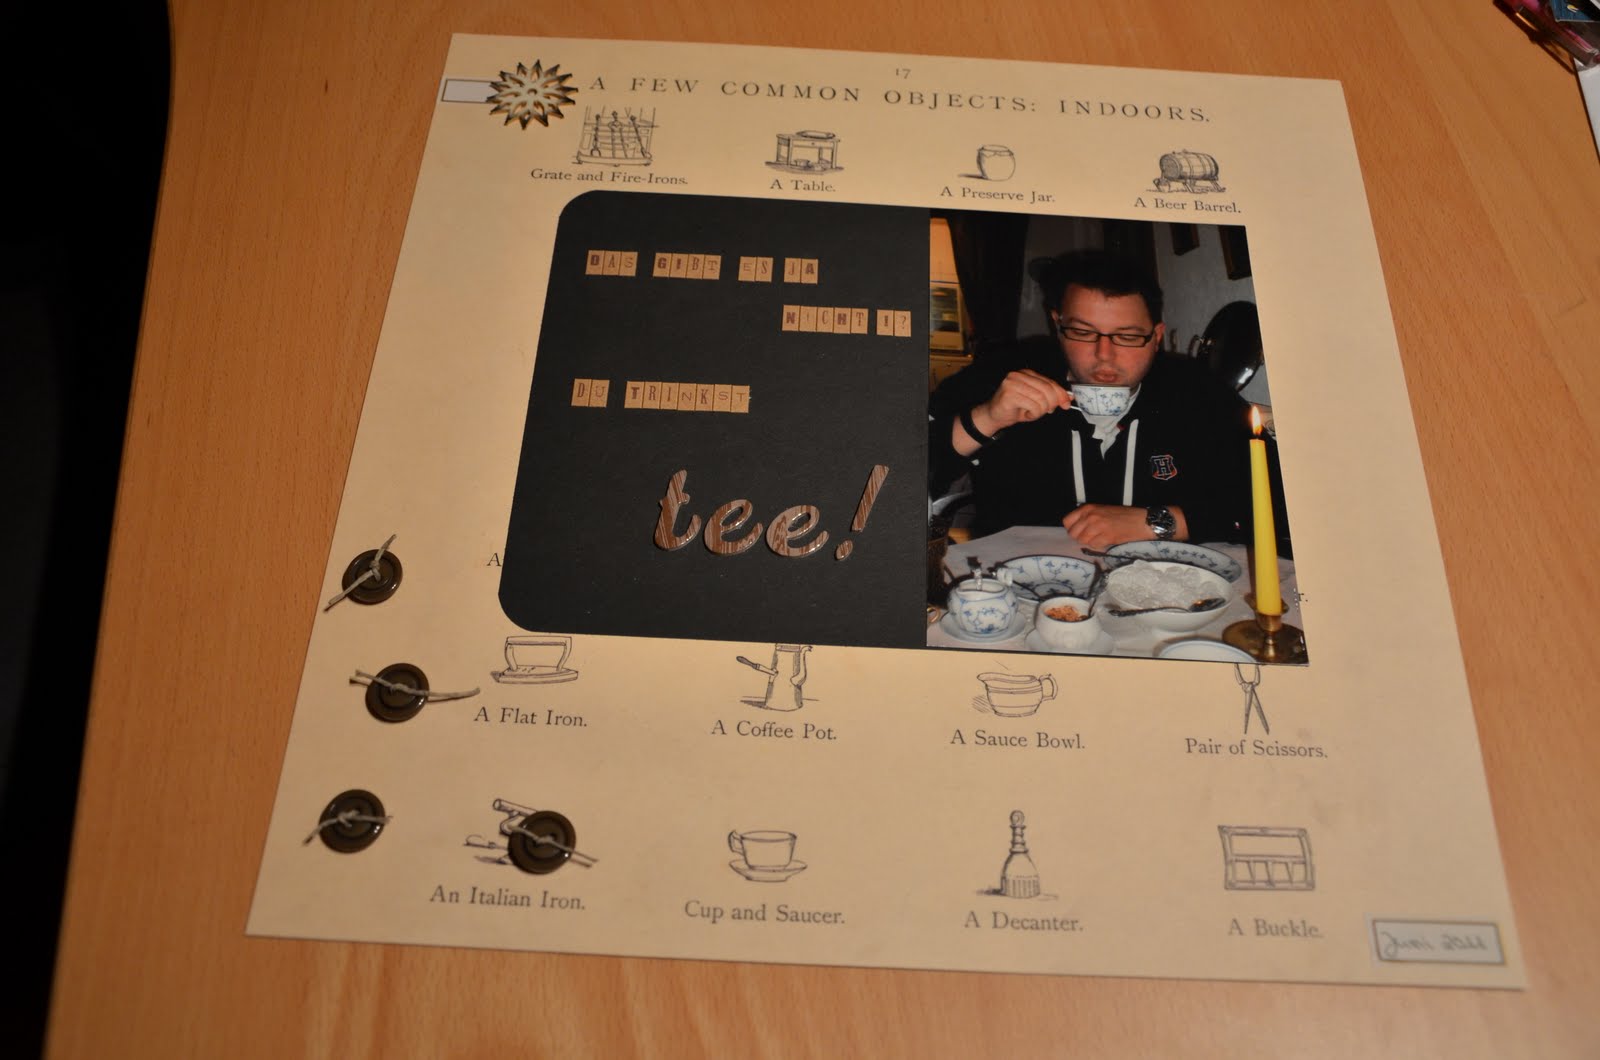 17
A FEW COMMON OBJECTS: INDOORS.
Grate and Fire-Irons.
A Table.
A Preserve Jar.
A Beer Barrel.
DAS GIBT ES JA
NICHT !?
DU TRINKST
tee!
H
A
r.
A Flat Iron.
A Coffee Pot.
A Sauce Bowl.
Pair of Scissors.
An Italian Iron.
Cup and Saucer.
A Decanter.
A Buckle.
Juni 2011